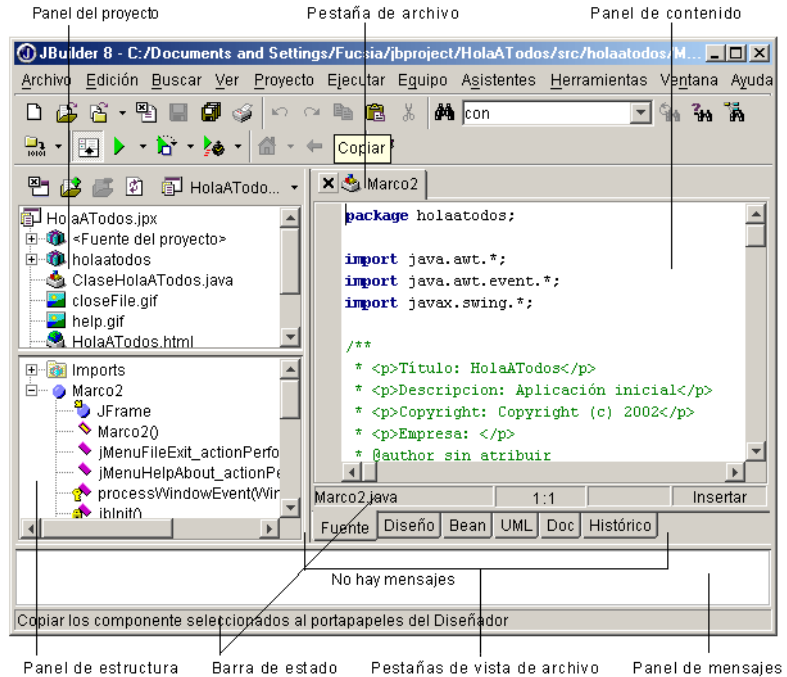 Panel del proyecto Pestaña de archivo Panel de contenido
JBuilder 8 - C:/Documents and Settings/Fucsia/jbproject/HolaATodos/src/holaatodos/M...
Archivo Edición Buscar Ver Proyecto Ejecutar Equipo Asistentes Herramientas Ventana Ayuda
con
Copiar
HolaATodo...
HolaATodos.jpx
<Fuente del proyecto>
holaatodos
ClaseHolaATodos.java
closeFile.gif
help.gif
HolaATodos.html
Imports
Marco2
JFrame
Marco2()
jMenuFileExit_actionPerfo
jMenuHelpAbout_actionPe
processWindowEvent(Wir
jbInit()
Marco2
package holaatodos;
import java.awt.*;
import java.awt.event.*;
import javax.swing.*;
/**
* <p>Título: HolaATodos</p>
* <p>Descripcion: Aplicación inicial</p>
* <p>Copyright: Copyright (c) 2002</p>
* <p>Empresa: </p>
* @author sin atribuir
Marco2.java 1:1 Insertar
Fuente Diseño Bean UML Doc Histórico
No hay mensajes
Copiar los componente seleccionados al portapapeles del Diseñador
Panel de estructura Barra de estado Pestañas de vista de archivo Panel de mensajes